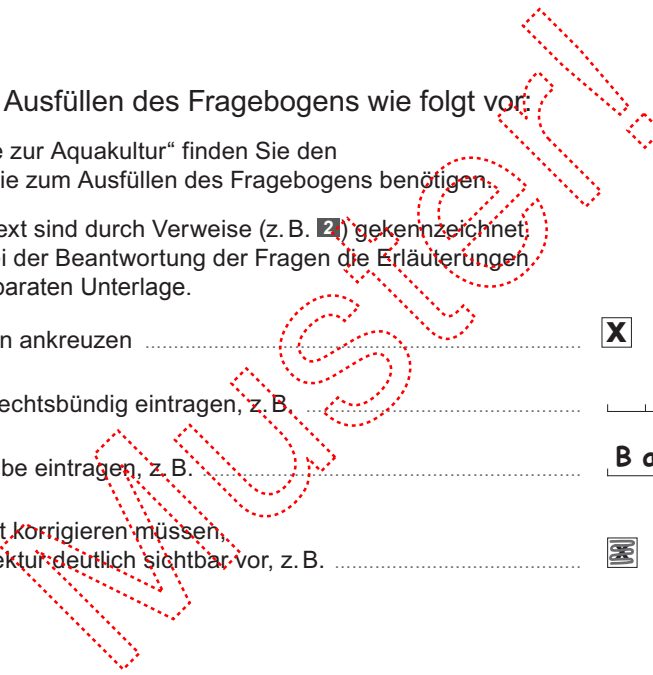 Ausfüllen des Fragebogens wie folgt vor:
e zur Aquakultur“ finden Sie den
ie zum Ausfüllen des Fragebogens benötigen.
ext sind durch Verweise (z. B. 2) gekennzeichnet.
ei der Beantwortung der Fragen die Erläuterungen
paraten Unterlage.
n ankreuzen
X
echtsbündig eintragen, z. B.
be eintragen, z. B.
B a
t korrigieren müssen,
ektur deutlich sichtbar vor, z. B.
Muster!